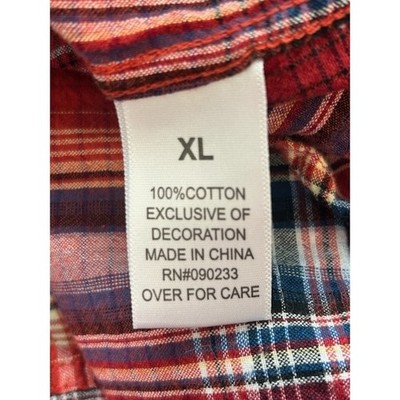 XL
100%COTTON
EXCLUSIVE OF
DECORATION
MADE IN CHINA
RN#090233
OVER FOR CARE